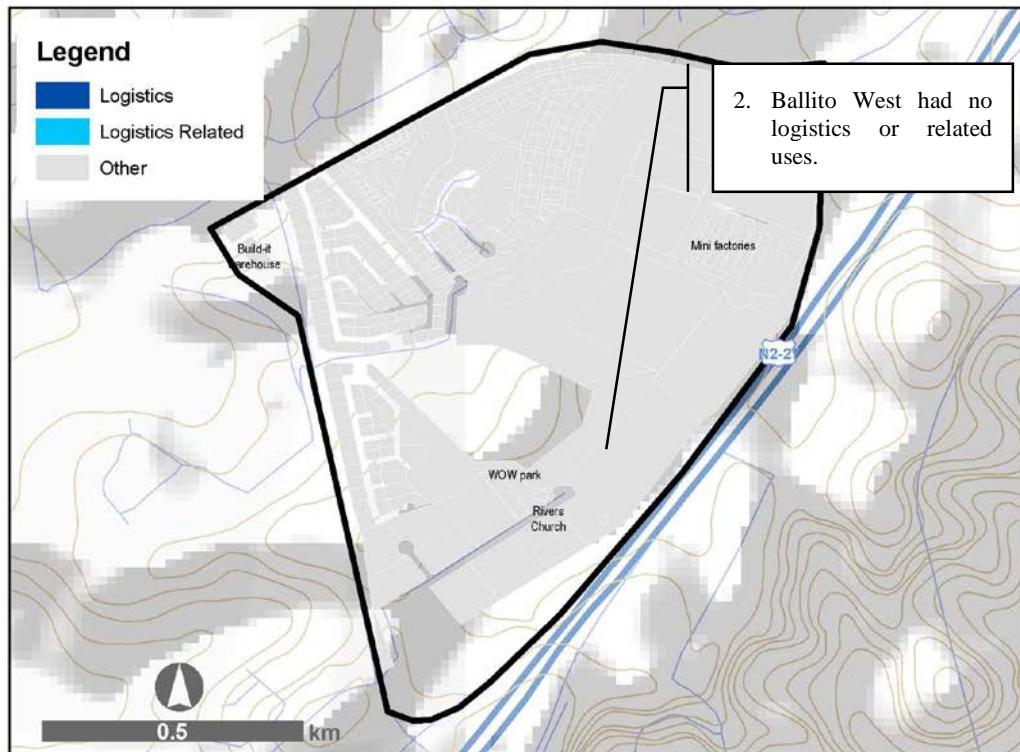 Legend
Logistics
Logistics Related
Other
2. Ballito West had no
logistics or related
uses.
Build-it
warehouse
Mini factories
N2-27
WOW park
Rivers
Church
0.5
km